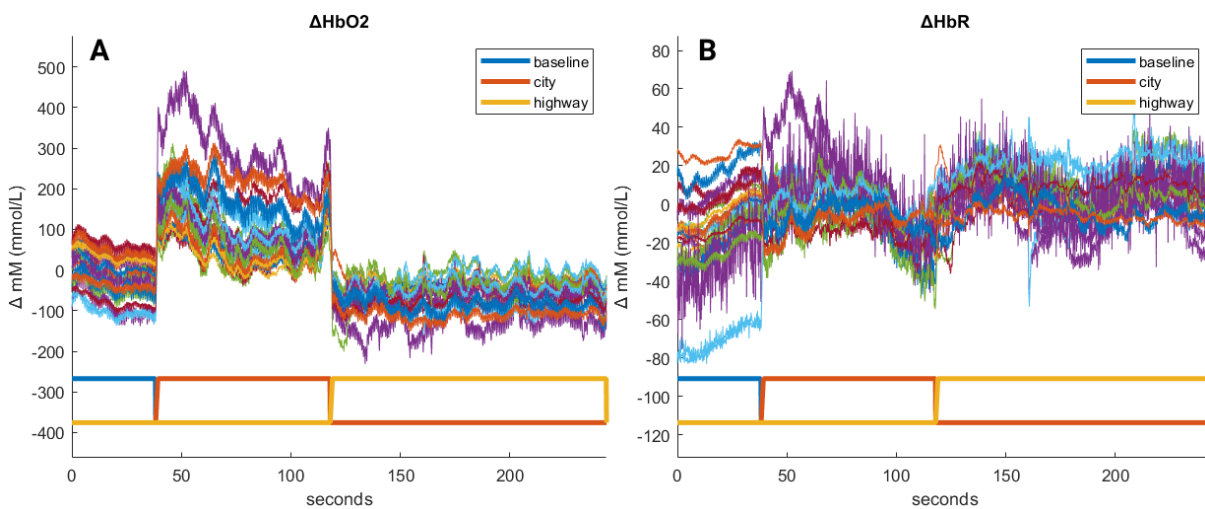 ΔHbO2
A
baseline
city
highway
Δ mM (mmol/L)
500
400
300
200
100
0
-100
-200
-300
-400
0
50
100
150
200
seconds
ΔHbR
B
baseline
city
highway
Δ mM (mmol/L)
80
60
40
20
0
-20
-40
-60
-80
-100
-120
0
50
100
150
200
seconds